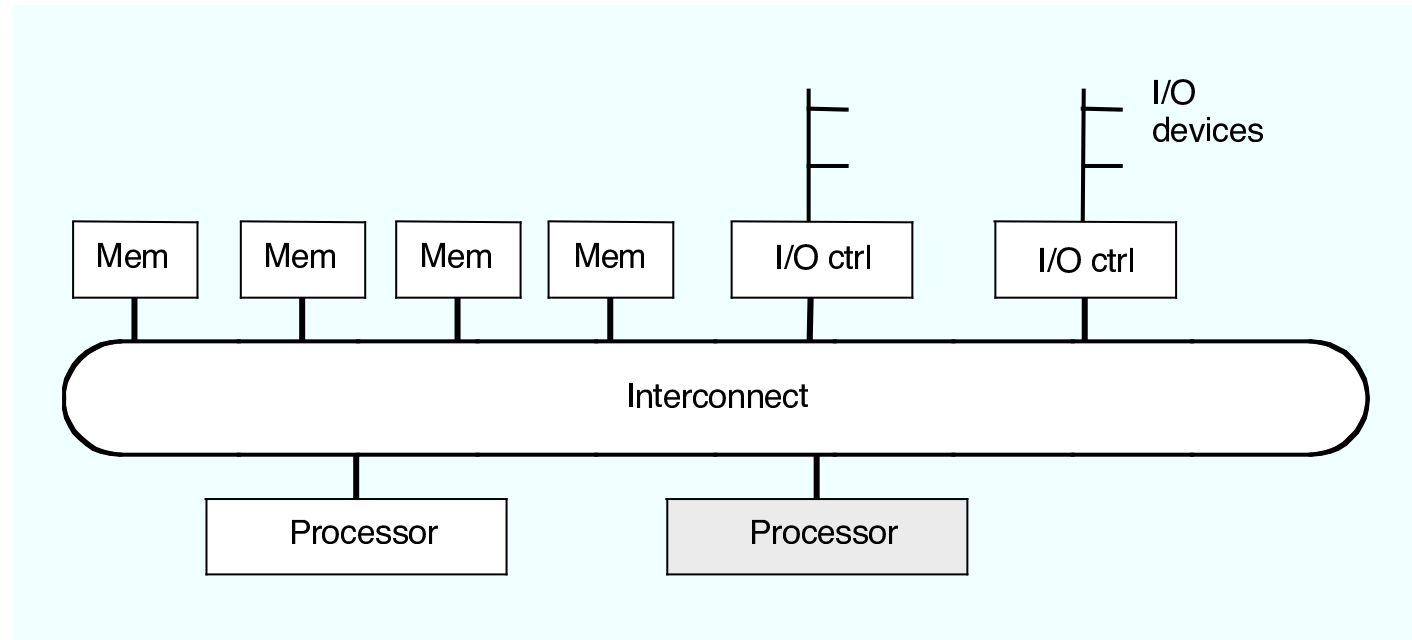 I/O
devices
Mem
Mem
Mem
Mem
I/O ctrl
I/O ctrl
Interconnect
Processor
Processor